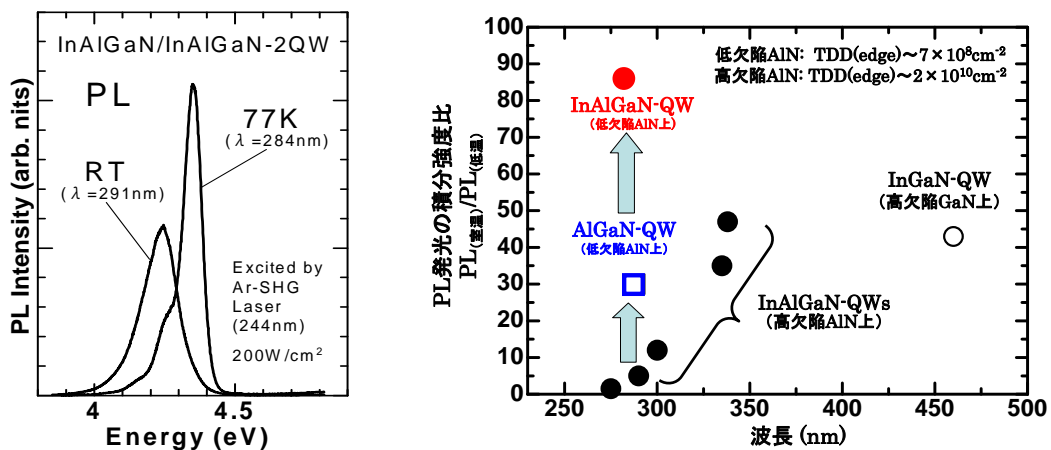 InAlGaN/InAlGaN-2QW
PL
77K
(λ=284nm)
RT
(λ=291nm)
Excited by
Ar-SHG
Laser
(244nm)
200W/cm²
PL Intensity (arb. nits)
4
4.5
Energy (eV)
PL発光の積分強度比
PL(室温)/PL(低温)
100
90
80
70
60
50
40
30
20
10
0
低欠陥AlN: TDD(edge)～7×10⁸cm⁻²
高欠陥AlN: TDD(edge)～2×10¹⁰cm⁻²
InAlGaN-QW
(低欠陥AlN上)
AlGaN-QW
(低欠陥AlN上)
InGaN-QW
(高欠陥GaN上)
InAlGaN-QWs
(高欠陥AlN上)
250 300 350 400 450 500
波長 (nm)